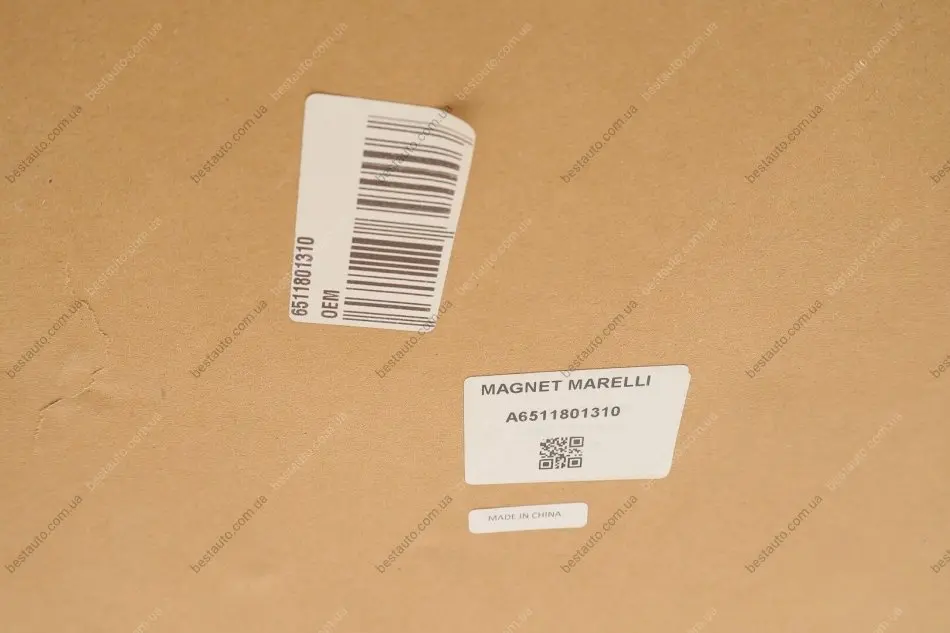 6511801310
OEM
MAGNET MARELLI
A6511801310
MADE IN CHINA
bestauto.com.ua